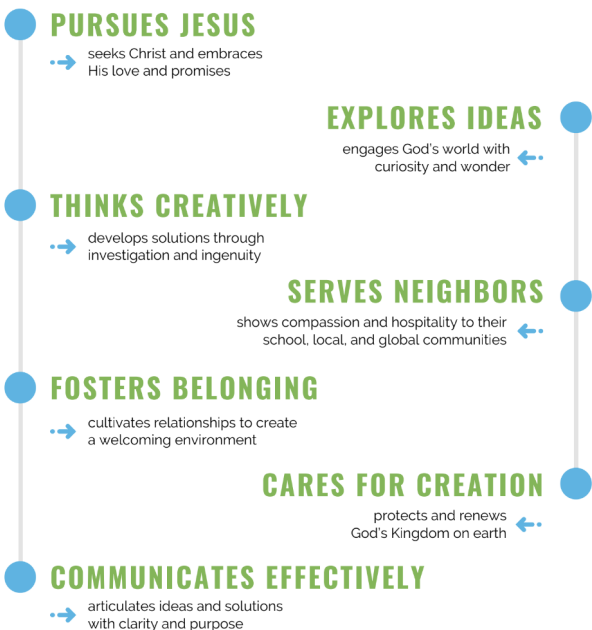 PURSUES JESUS
seeks Christ and embraces
His love and promises
EXPLORES IDEAS
engages God's world with
curiosity and wonder
THINKS CREATIVELY
develops solutions through
investigation and ingenuity
SERVES NEIGHBORS
shows compassion and hospitality to their
school, local, and global communities
FOSTERS BELONGING
cultivates relationships to create
a welcoming environment
CARES FOR CREATION
protects and renews
God's Kingdom on earth
COMMUNICATES EFFECTIVELY
articulates ideas and solutions
with clarity and purpose